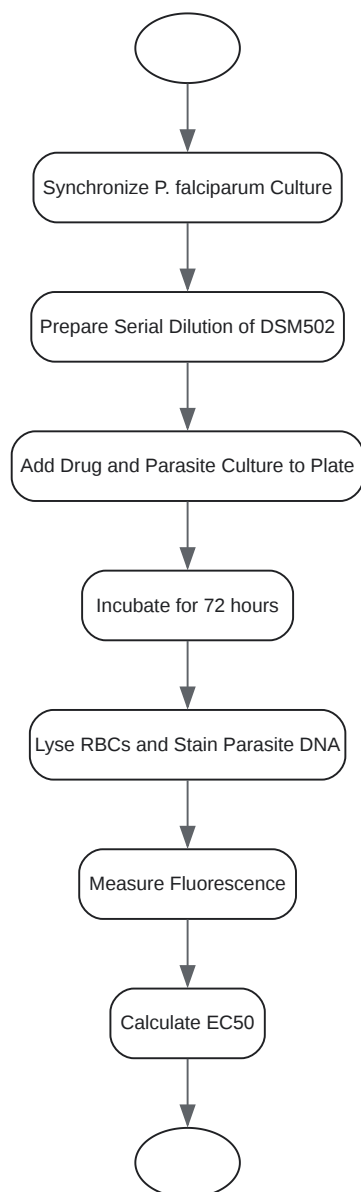 Synchronize P. falciparum Culture
Prepare Serial Dilution of DSM502
Add Drug and Parasite Culture to Plate
Incubate for 72 hours
Lyse RBCs and Stain Parasite DNA
Measure Fluorescence
Calculate EC50